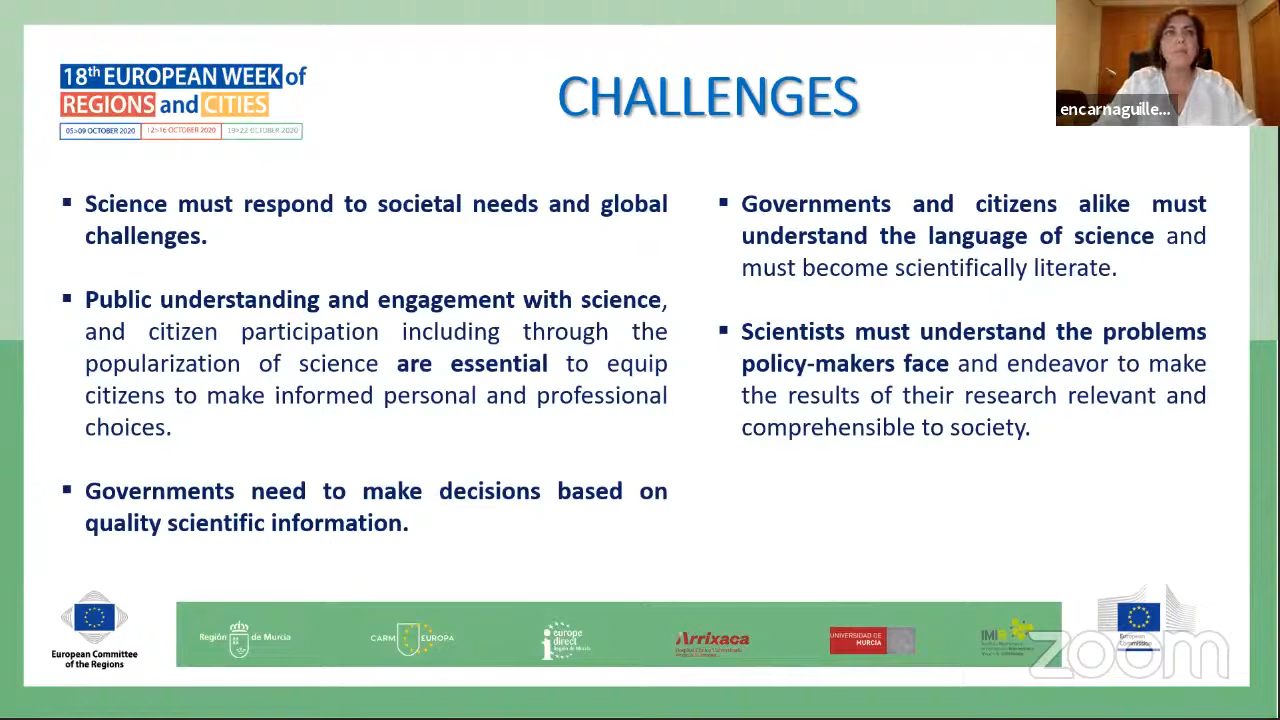 18th EUROPEAN WEEK of
REGIONS and CITIES
05>09 OCTOBER 2020
12>16 OCTOBER 2020
19>22 OCTOBER 2020
CHALLENGES
encarnaguille...
▪ Science must respond to societal needs and global
challenges.
▪ Public understanding and engagement with science,
and citizen participation including through the
popularization of science are essential to equip
citizens to make informed personal and professional
choices.
▪ Governments need to make decisions based on
quality scientific information.
▪ Governments and citizens alike must
understand the language of science and
must become scientifically literate.
▪ Scientists must understand the problems
policy-makers face and endeavor to make
the results of their research relevant and
comprehensible to society.
European Committee
of the Regions
Región de Murcia
CARM EUROPA
europe
direct
Región de Murcia
Arrixaca
UNIVERSIDAD DE
MURCIA
IMIB
European
Commission
zoom